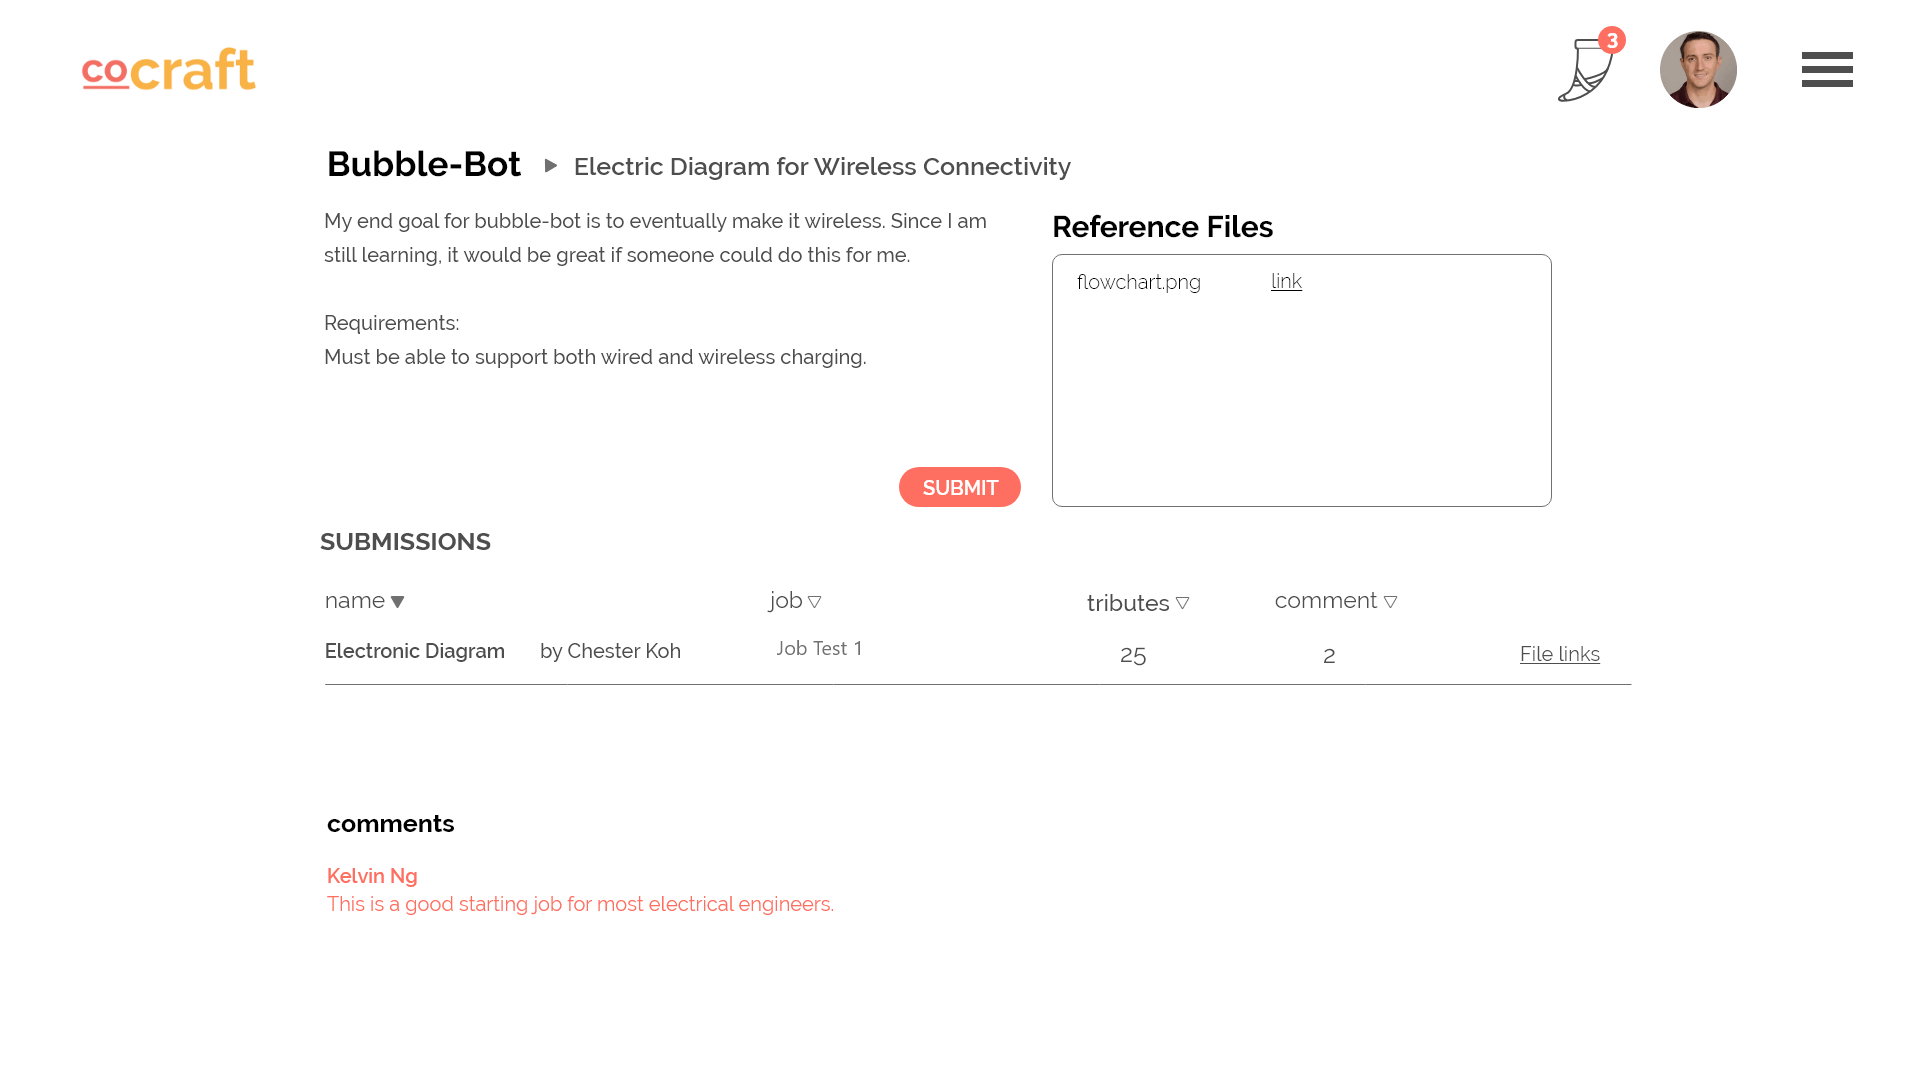 cocraft
3
Bubble-Bot ▶ Electric Diagram for Wireless Connectivity
My end goal for bubble-bot is to eventually make it wireless. Since I am
still learning, it would be great if someone could do this for me.
Requirements:
Must be able to support both wired and wireless charging.
SUBMIT
Reference Files
flowchart.png link
SUBMISSIONS
name ▼ job ▽ tributes ▽ comment ▽
Electronic Diagram by Chester Koh Job Test 1 25 2 File links
comments
Kelvin Ng
This is a good starting job for most electrical engineers.